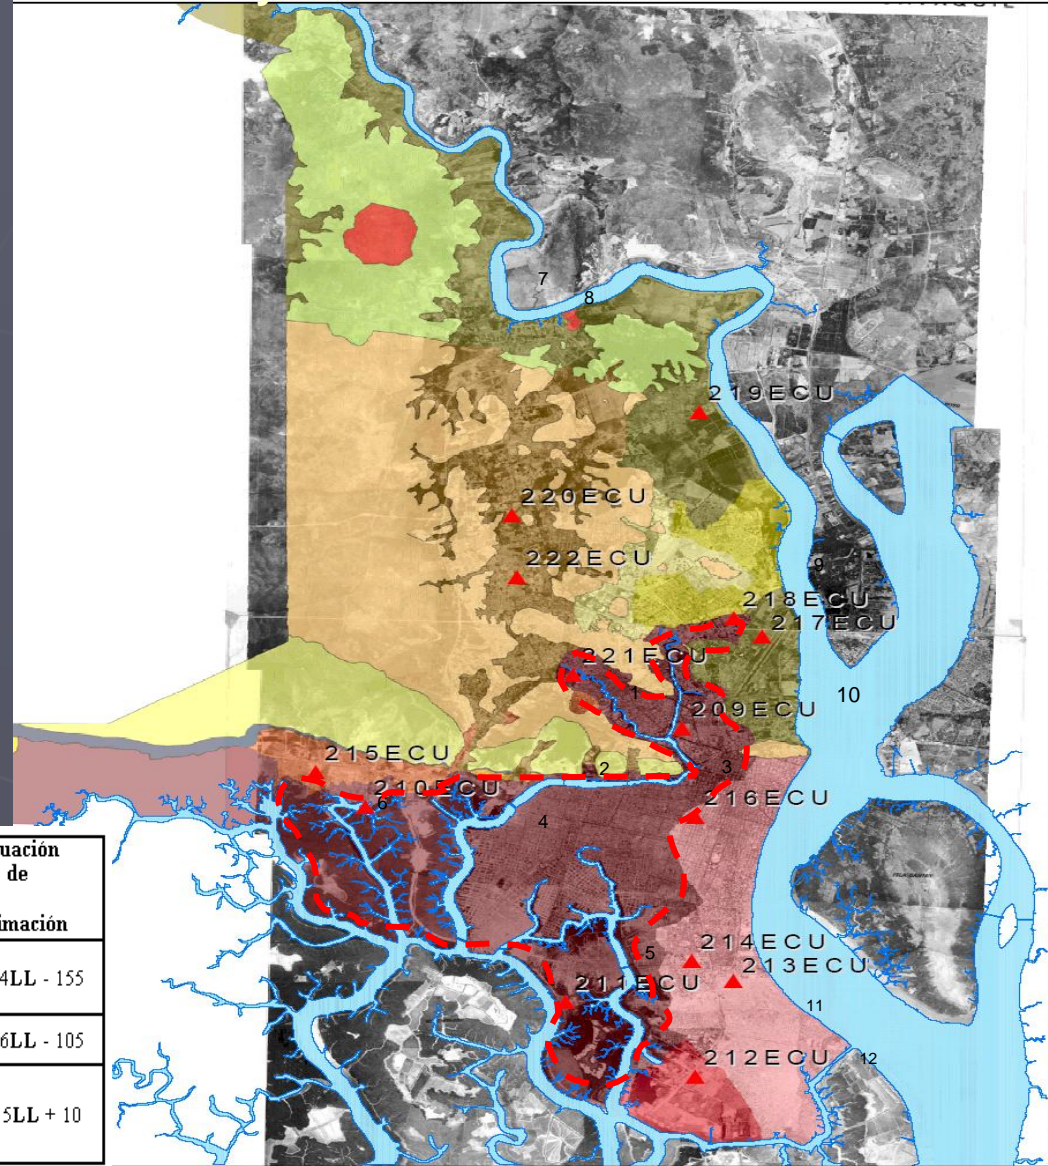 7
8
219ECU
220ECU
222ECU
9
218ECU
217ECU
221ECU
1
10
209ECU
215ECU
2
3
210ECU
6
216ECU
4
uación
de
imación
214ECU
5
213ECU
4LL - 155
211ECU
11
6LL - 105
212ECU
12
5LL + 10